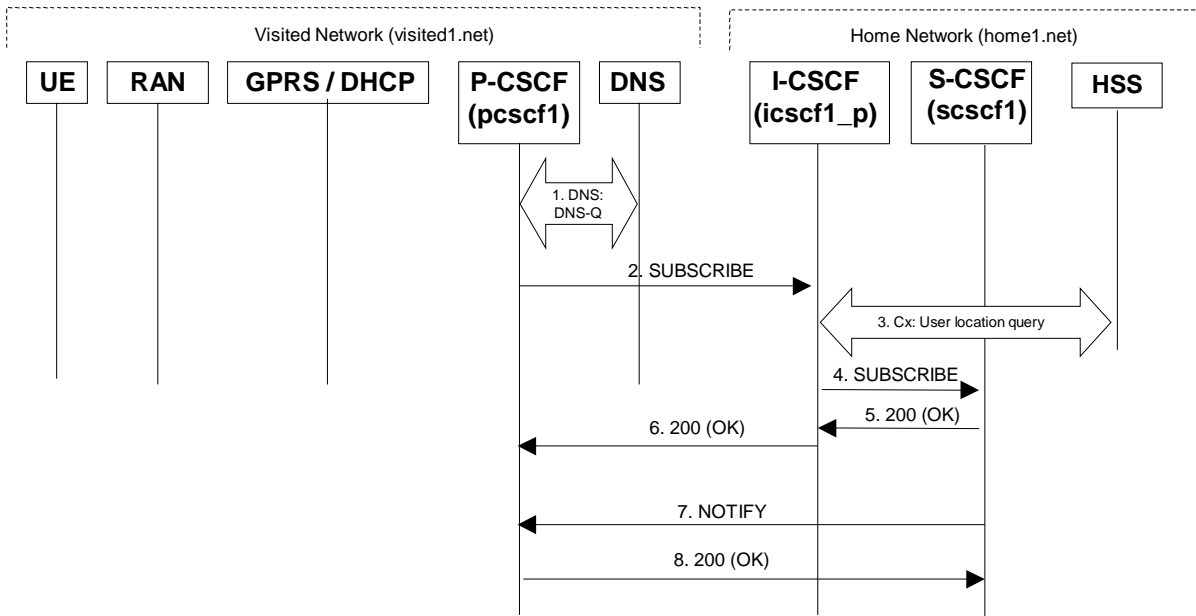 Visited Network (visited1.net)
Home Network (home1.net)
UE
RAN
GPRS / DHCP
P-CSCF
(pcscf1)
DNS
I-CSCF
(icscf1_p)
S-CSCF
(scscf1)
HSS
1. DNS:
DNS-Q
2. SUBSCRIBE
3. Cx: User location query
4. SUBSCRIBE
5. 200 (OK)
6. 200 (OK)
7. NOTIFY
8. 200 (OK)